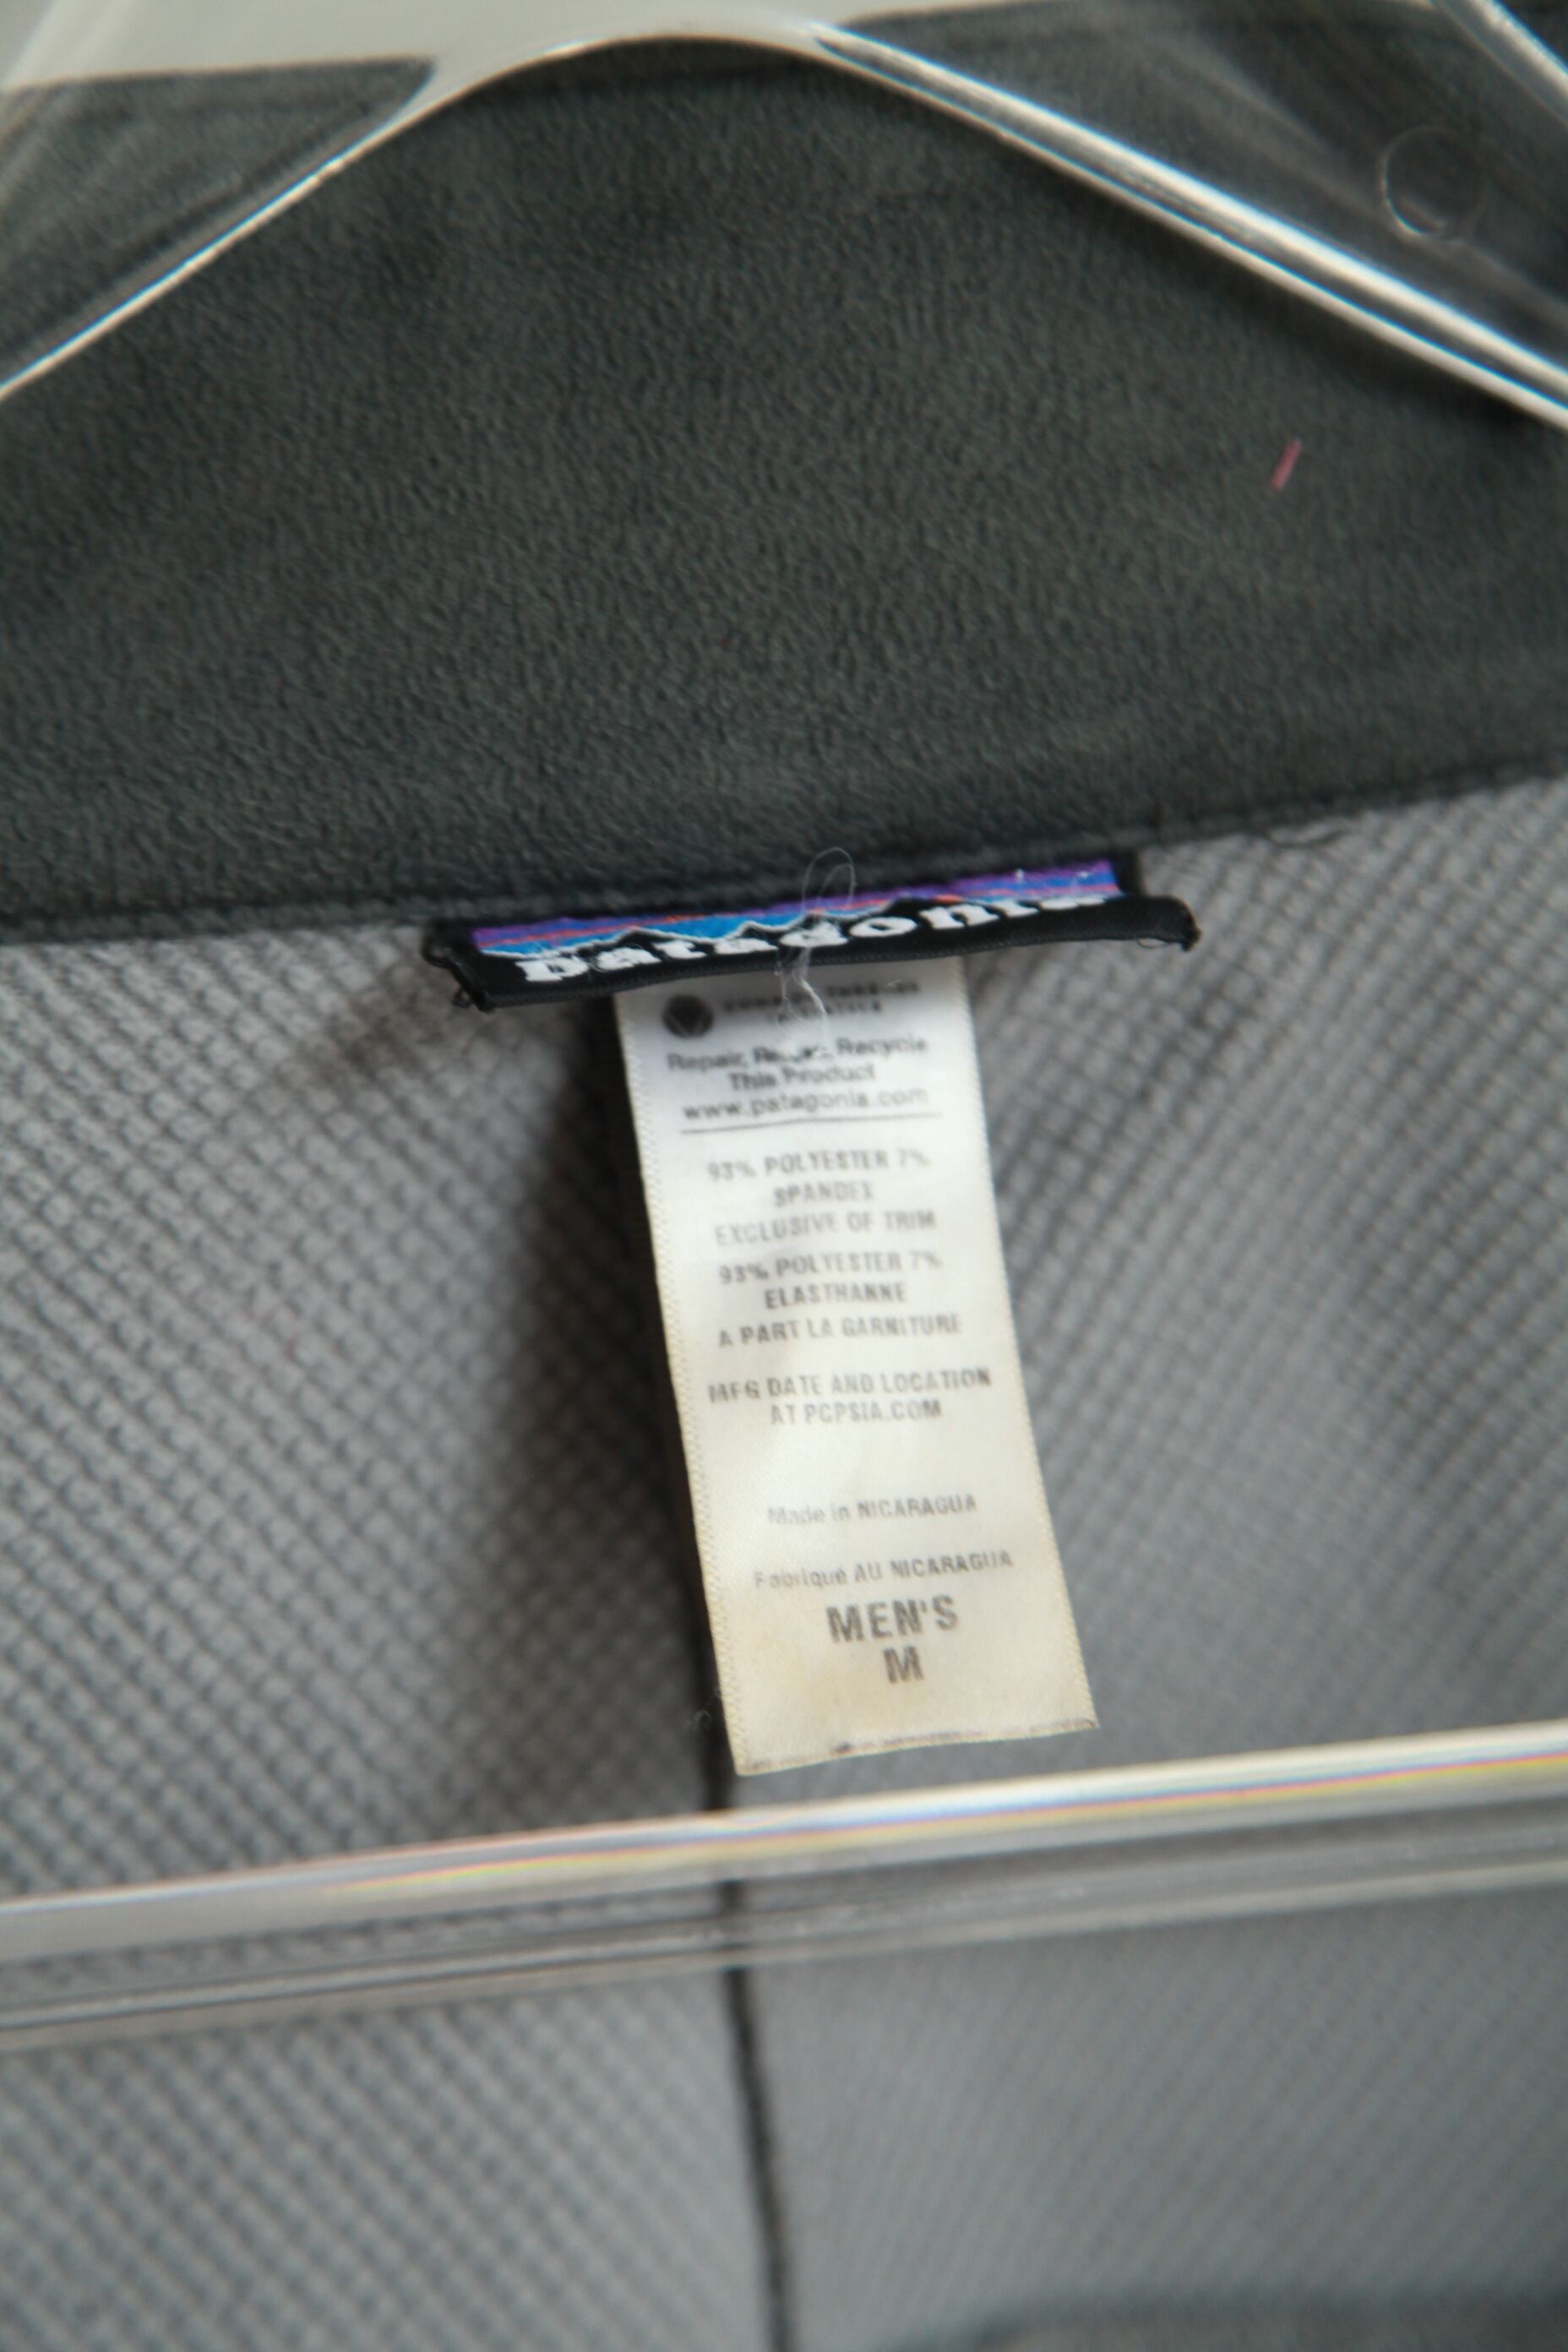 patagonia
Repair, Recycle
This Product
www.patagonia.com
93% POLYESTER 7%
SPANDEX
EXCLUSIVE OF TRIM
93% POLYESTER 7%
ELASTHANNE
A PART LA GARNITURE
MFG DATE AND LOCATION
AT PCPSIA.COM
Made in NICARAGUA
Fabriqué AU NICARAGUA
MEN'S
M